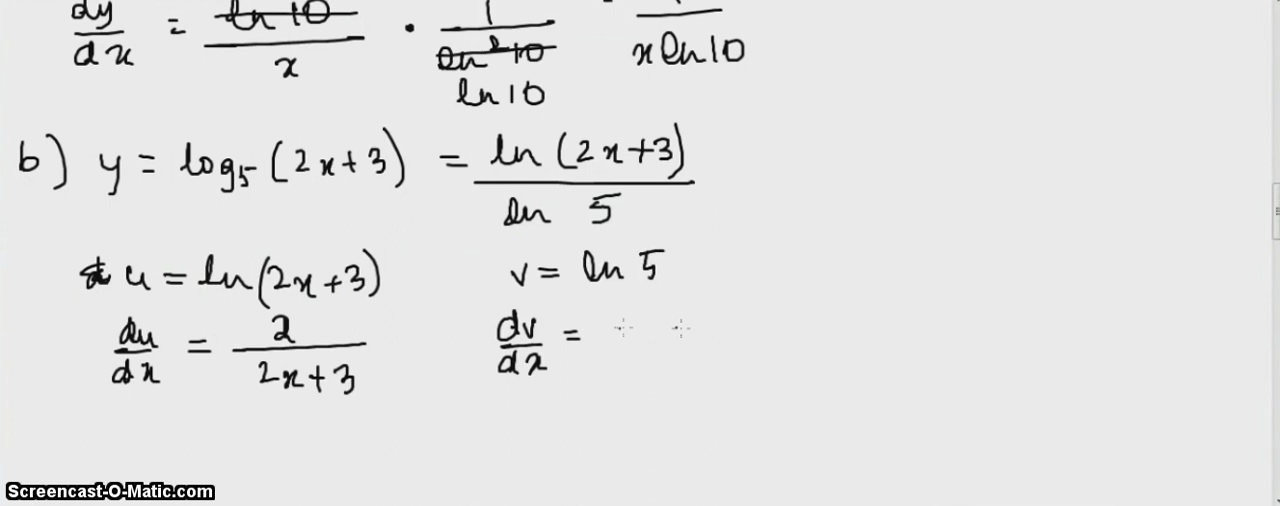 dy/dx = ln 10/x · 1/ln² 10 ln 10 x ln 10
b) y = log₅ (2x+3) = ln (2x+3)/ln 5
u = ln(2x+3) v = ln 5
du/dx = 2/2x+3 dv/dx =
Screencast-O-Matic.com